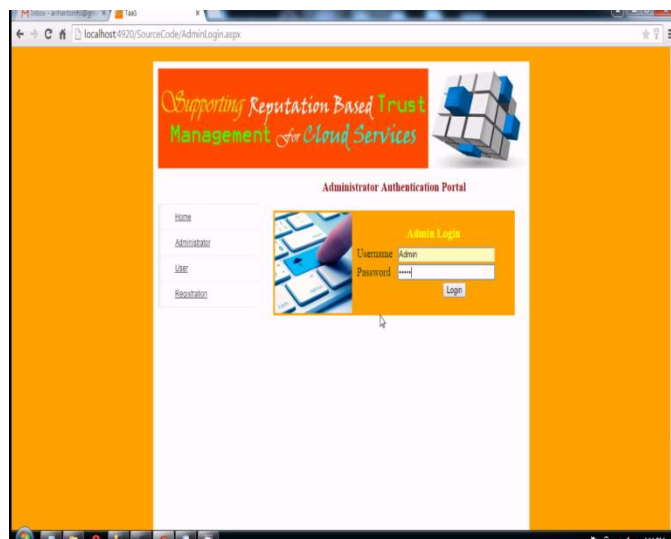 TaaS
localhost:4920/SourceCode/AdminLogin.aspx
Supporting Reputation Based Trust
Management For Cloud Services
Administrator Authentication Portal
Home
Administrator
User
Registration
Admin Login
Username Admin
Password •••••
Login